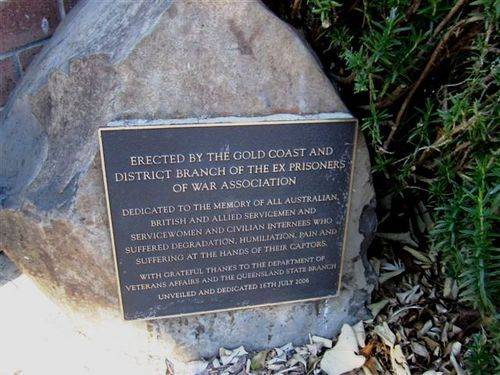 ERECTED BY THE GOLD COAST AND
DISTRICT BRANCH OF THE EX PRISONERS
OF WAR ASSOCIATION
DEDICATED TO THE MEMORY OF ALL AUSTRALIAN,
BRITISH AND ALLIED SERVICEMEN AND
SERVICEWOMEN AND CIVILIAN INTERNEES WHO
SUFFERED DEGRADATION, HUMILIATION, PAIN AND
SUFFERING AT THE HANDS OF THEIR CAPTORS.
WITH GRATEFUL THANKS TO THE DEPARTMENT OF
VETERANS AFFAIRS AND THE QUEENSLAND STATE BRANCH
UNVEILED AND DEDICATED 16TH JULY 2006